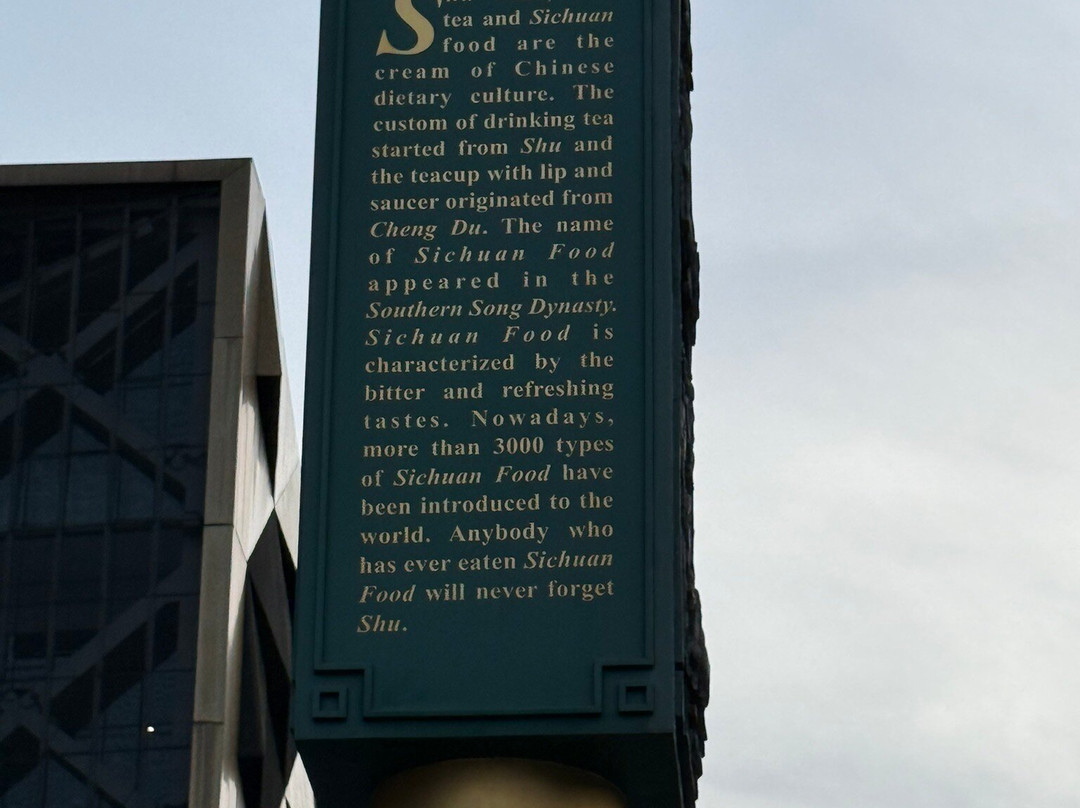 S
tea and Sichuan
food are the
cream of Chinese
dietary culture. The
custom of drinking tea
started from Shu and
the teacup with lip and
saucer originated from
Cheng Du. The name
of Sichuan Food
appeared in the
Southern Song Dynasty.
Sichuan Food is
characterized by the
bitter and refreshing
tastes. Nowadays,
more than 3000 types
of Sichuan Food have
been introduced to the
world. Anybody who
has ever eaten Sichuan
Food will never forget
Shu.